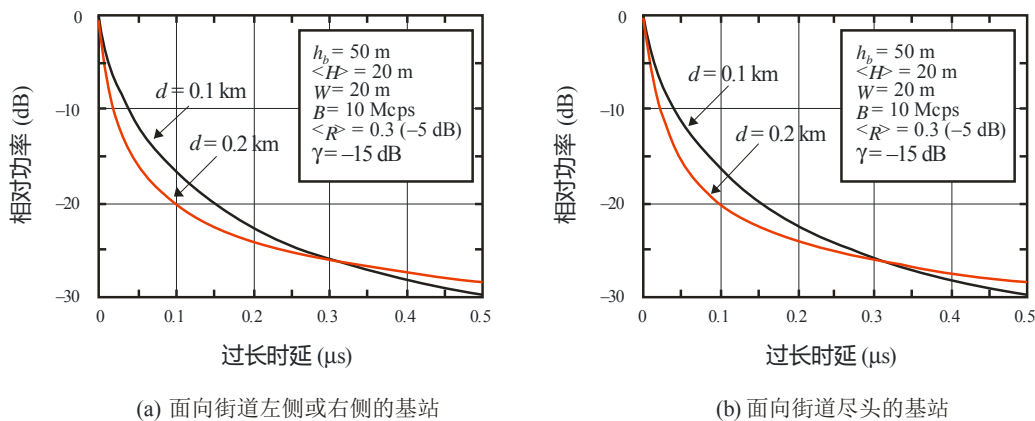 相对功率 (dB)
0
–10
–20
–30
h_b = 50 m
<H> = 20 m
W = 20 m
B = 10 Mcps
<R> = 0.3 (–5 dB)
γ = –15 dB
d = 0.1 km
d = 0.2 km
0 0.1 0.2 0.3 0.4 0.5
过长时延 (μs)
(a) 面向街道左侧或右侧的基站
相对功率 (dB)
0
–10
–20
–30
h_b = 50 m
<H> = 20 m
W = 20 m
B = 10 Mcps
<R> = 0.3 (–5 dB)
γ = –15 dB
d = 0.1 km
d = 0.2 km
0 0.1 0.2 0.3 0.4 0.5
过长时延 (μs)
(b) 面向街道尽头的基站